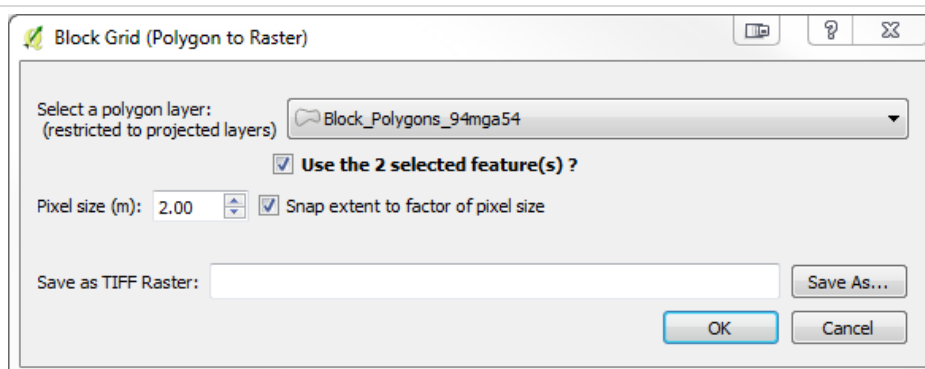 Block Grid (Polygon to Raster)
Select a polygon layer:
(restricted to projected layers)
Block_Polygons_94mga54
Use the 2 selected feature(s) ?
Pixel size (m): 2.00 Snap extent to factor of pixel size
Save as TIFF Raster: Save As...
OK Cancel